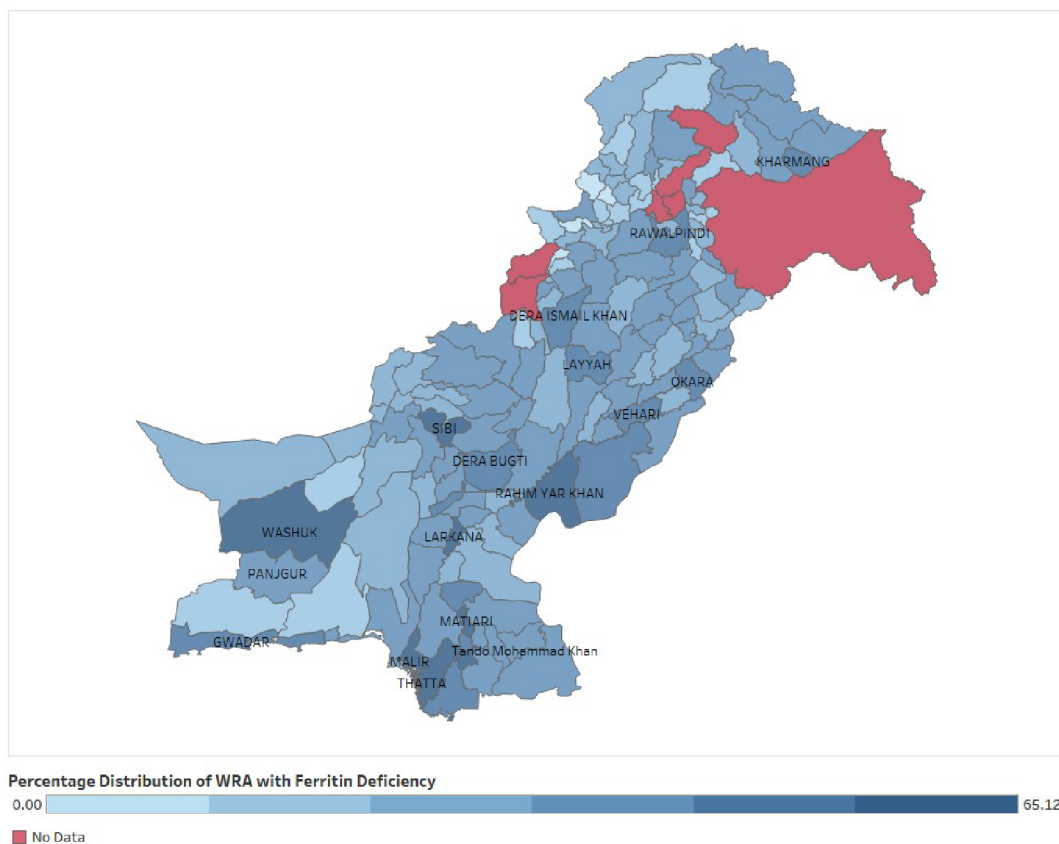 KHARMANG
RAWALPINDI
DERA ISMAIL KHAN
LAYYAH
OKARA
VEHARI
SIBI
DERA BUGTI
RAHIM YAR KHAN
WASHUK
LARKANA
PANJGUR
MATIARI
GWADAR
Tando Mohammad Khan
MALIR
THATTA
Percentage Distribution of WRA with Ferritin Deficiency
0.00 65.12
No Data